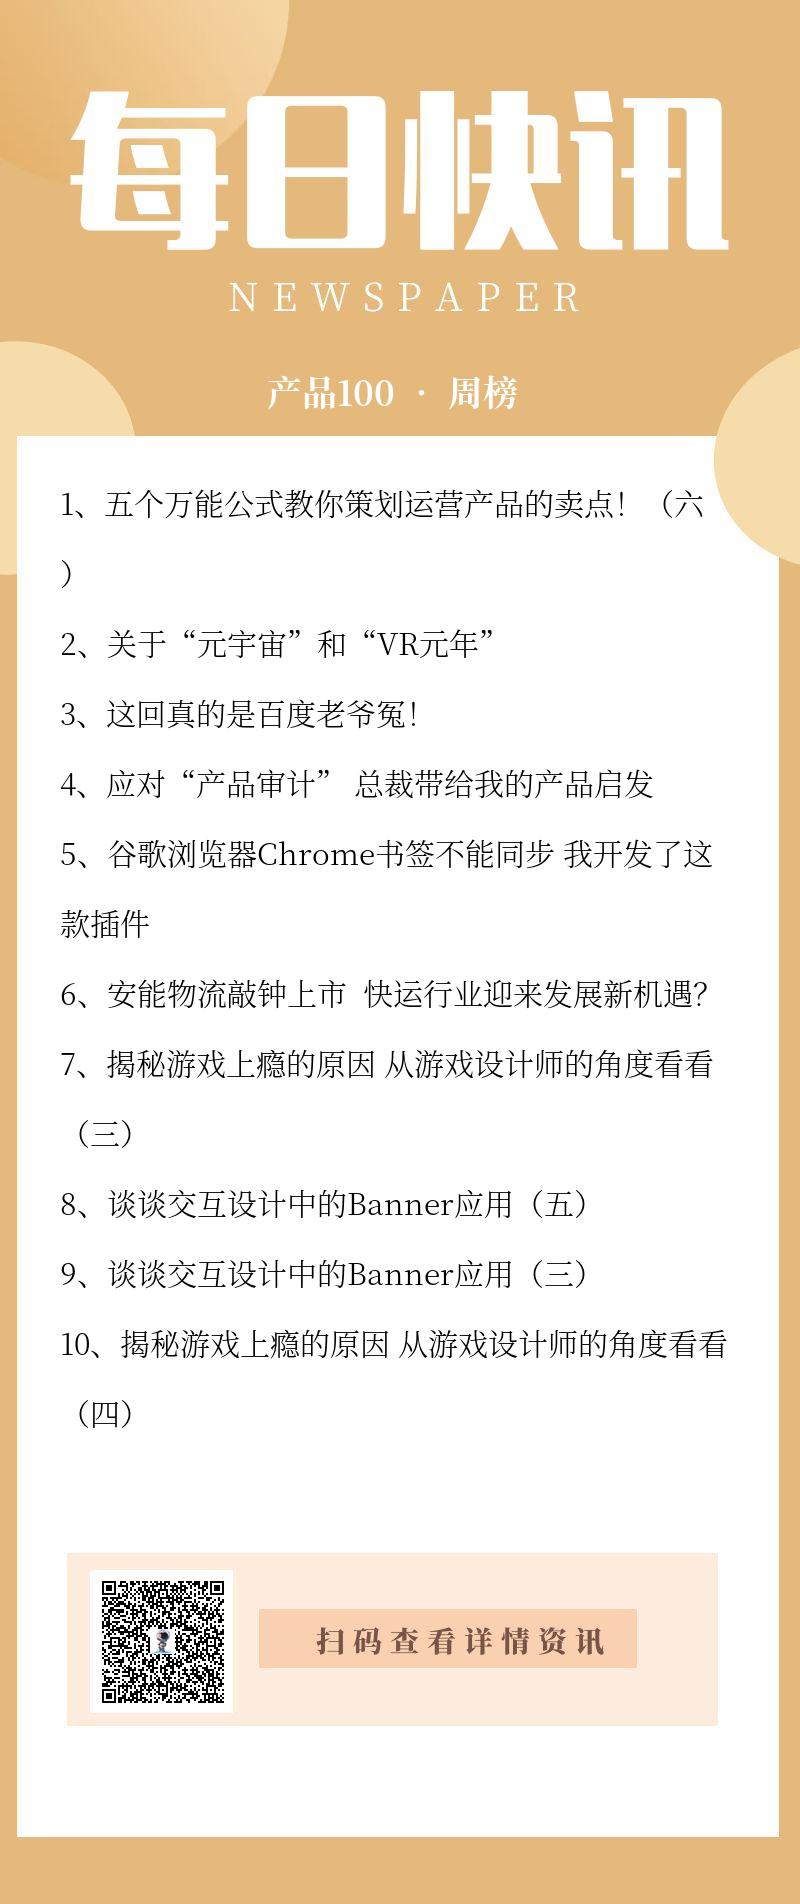 每日快讯
NEWSPAPER
产品100 · 周榜
1、五个万能公式教你策划运营产品的卖点！（六
）
2、关于“元宇宙”和“VR元年”
3、这回真的是百度老爷冤！
4、应对“产品审计” 总裁带给我的产品启发
5、谷歌浏览器Chrome书签不能同步 我开发了这
款插件
6、安能物流敲钟上市 快运行业迎来发展新机遇？
7、揭秘游戏上瘾的原因 从游戏设计师的角度看看
（三）
8、谈谈交互设计中的Banner应用（五）
9、谈谈交互设计中的Banner应用（三）
10、揭秘游戏上瘾的原因 从游戏设计师的角度看看
（四）
扫码查看详情资讯